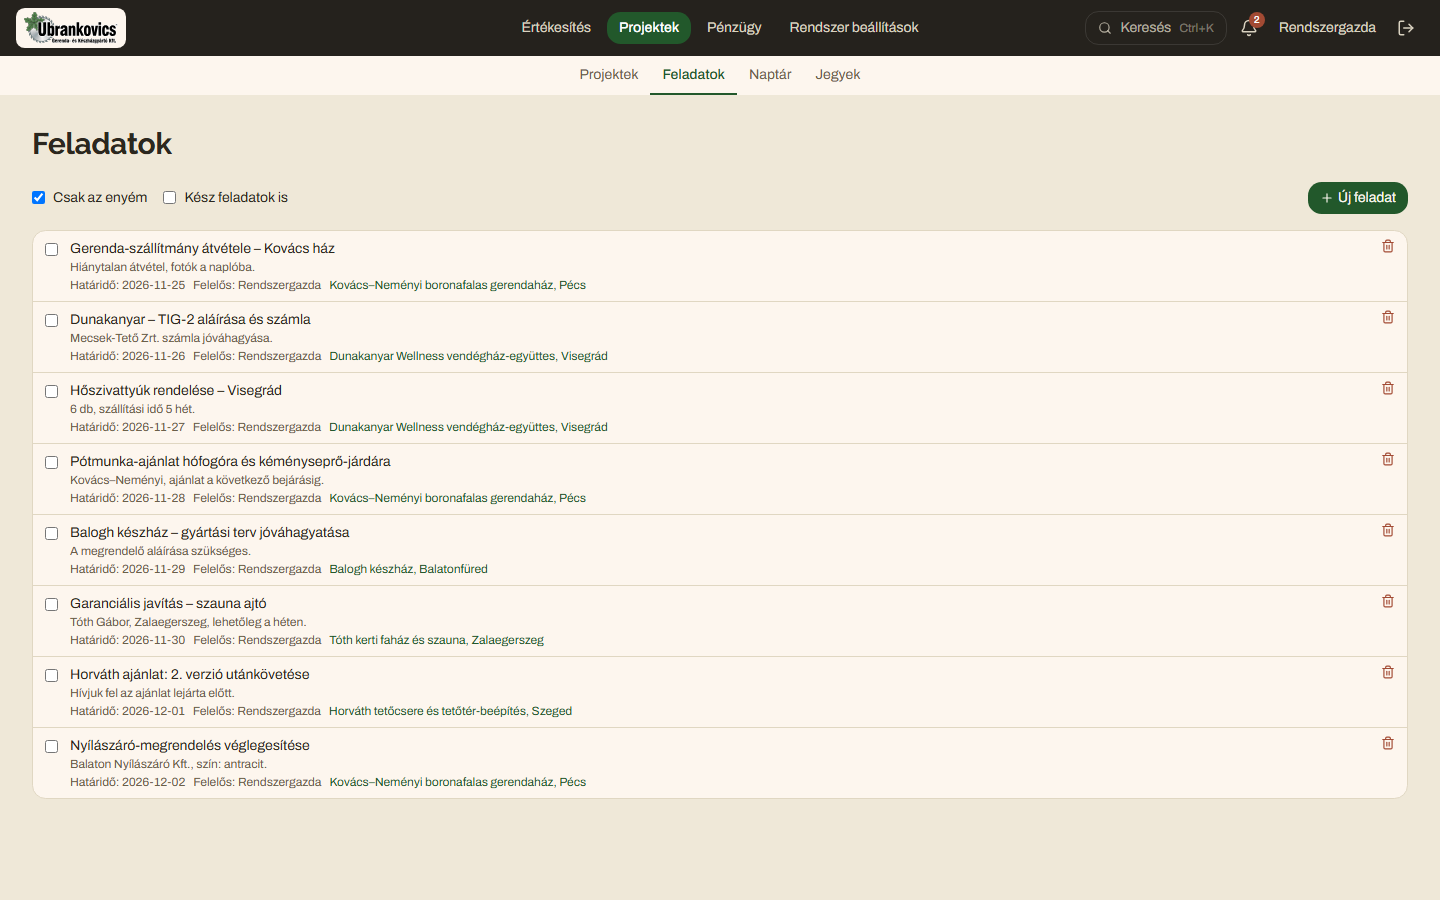 Ubrankovics
Gerenda- és Készházgyártó Kft.
Értékesítés
Projektek
Pénzügy
Rendszer beállítások
Keresés Ctrl+K
2
Rendszergazda
Projektek
Feladatok
Naptár
Jegyek
Feladatok
Csak az enyém
Kész feladatok is
+ Új feladat
Gerenda-szállítmány átvétele – Kovács ház
Hiánytalan átvétel, fotók a naplóba.
Határidő: 2026-11-25 Felelős: Rendszergazda Kovács–Neményi boronafalas gerendaház, Pécs
Dunakanyar – TIG-2 aláírása és számla
Mecsek-Tető Zrt. számla jóváhagyása.
Határidő: 2026-11-26 Felelős: Rendszergazda Dunakanyar Wellness vendégház-együttes, Visegrád
Hőszivattyúk rendelése – Visegrád
6 db, szállítási idő 5 hét.
Határidő: 2026-11-27 Felelős: Rendszergazda Dunakanyar Wellness vendégház-együttes, Visegrád
Pótmunka-ajánlat hófogóra és kéményseprő-járdára
Kovács–Neményi, ajánlat a következő bejárásig.
Határidő: 2026-11-28 Felelős: Rendszergazda Kovács–Neményi boronafalas gerendaház, Pécs
Balogh készház – gyártási terv jóváhagyatása
A megrendelő aláírása szükséges.
Határidő: 2026-11-29 Felelős: Rendszergazda Balogh készház, Balatonfüred
Garanciális javítás – szauna ajtó
Tóth Gábor, Zalaegerszeg, lehetőleg a héten.
Határidő: 2026-11-30 Felelős: Rendszergazda Tóth kerti faház és szauna, Zalaegerszeg
Horváth ajánlat: 2. verzió utánkövetése
Hívjuk fel az ajánlat lejárta előtt.
Határidő: 2026-12-01 Felelős: Rendszergazda Horváth tetőcsere és tetőtér-beépítés, Szeged
Nyílászáró-megrendelés véglegesítése
Balaton Nyílászáró Kft., szín: antracit.
Határidő: 2026-12-02 Felelős: Rendszergazda Kovács–Neményi boronafalas gerendaház, Pécs